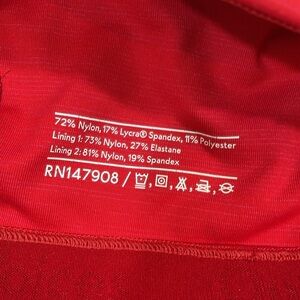 72% Nylon, 17% Lycra® Spandex, 11% Polyester
Lining 1: 73% Nylon, 27% Elastane
Lining 2: 81% Nylon, 19% Spandex
RN147908 /